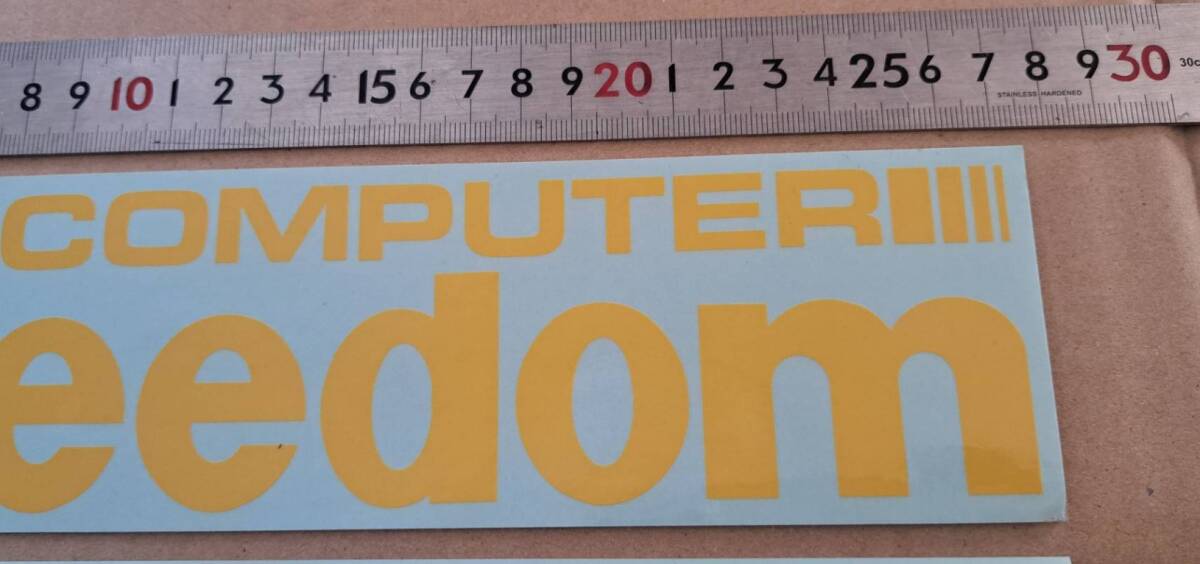 8 9 10 1 2 3 4 15 6 7 8 9 20 1 2 3 4 25 6 7 8 9 30
STAINLESS HARDENED
COMPUTER
eedom